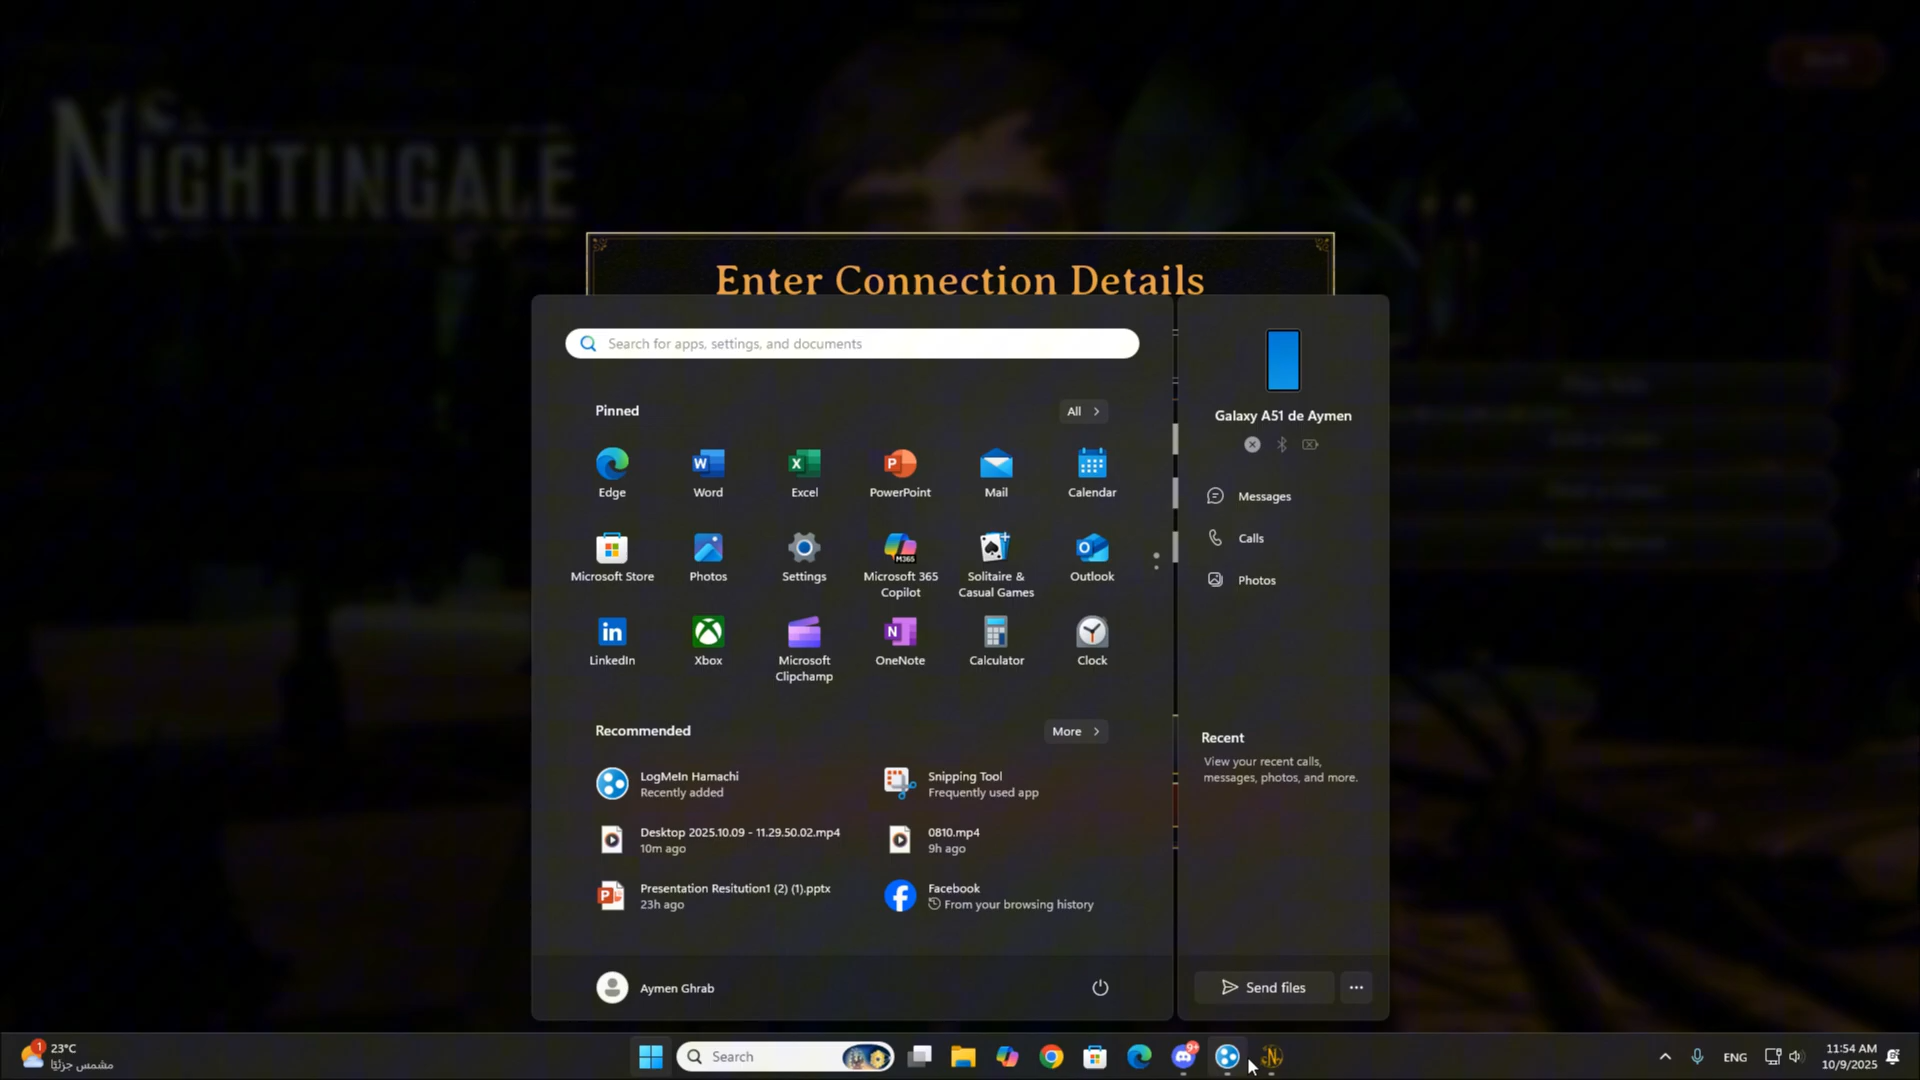 NIGHTINGALE
Enter Connection Details
Search for apps, settings, and documents
Pinned
All
Edge
Word
Excel
PowerPoint
Mail
Calendar
Microsoft Store
Photos
Settings
M365
Microsoft 365
Copilot
Solitaire &
Casual Games
Outlook
LinkedIn
Xbox
Microsoft
Clipchamp
OneNote
Calculator
Clock
Recommended
More
LogMeIn Hamachi
Recently added
Snipping Tool
Frequently used app
Desktop 2025.10.09 - 11.29.50.02.mp4
10m ago
0810.mp4
9h ago
Presentation Resitution1 (2) (1).pptx
23h ago
Facebook
From your browsing history
Aymen Ghrab
Galaxy A51 de Aymen
Messages
Calls
Photos
Recent
View your recent calls,
messages, photos, and more.
Send files
1
23°C
مشمس جزئيًا
Search
9+
ENG
11:54 AM
10/9/2025